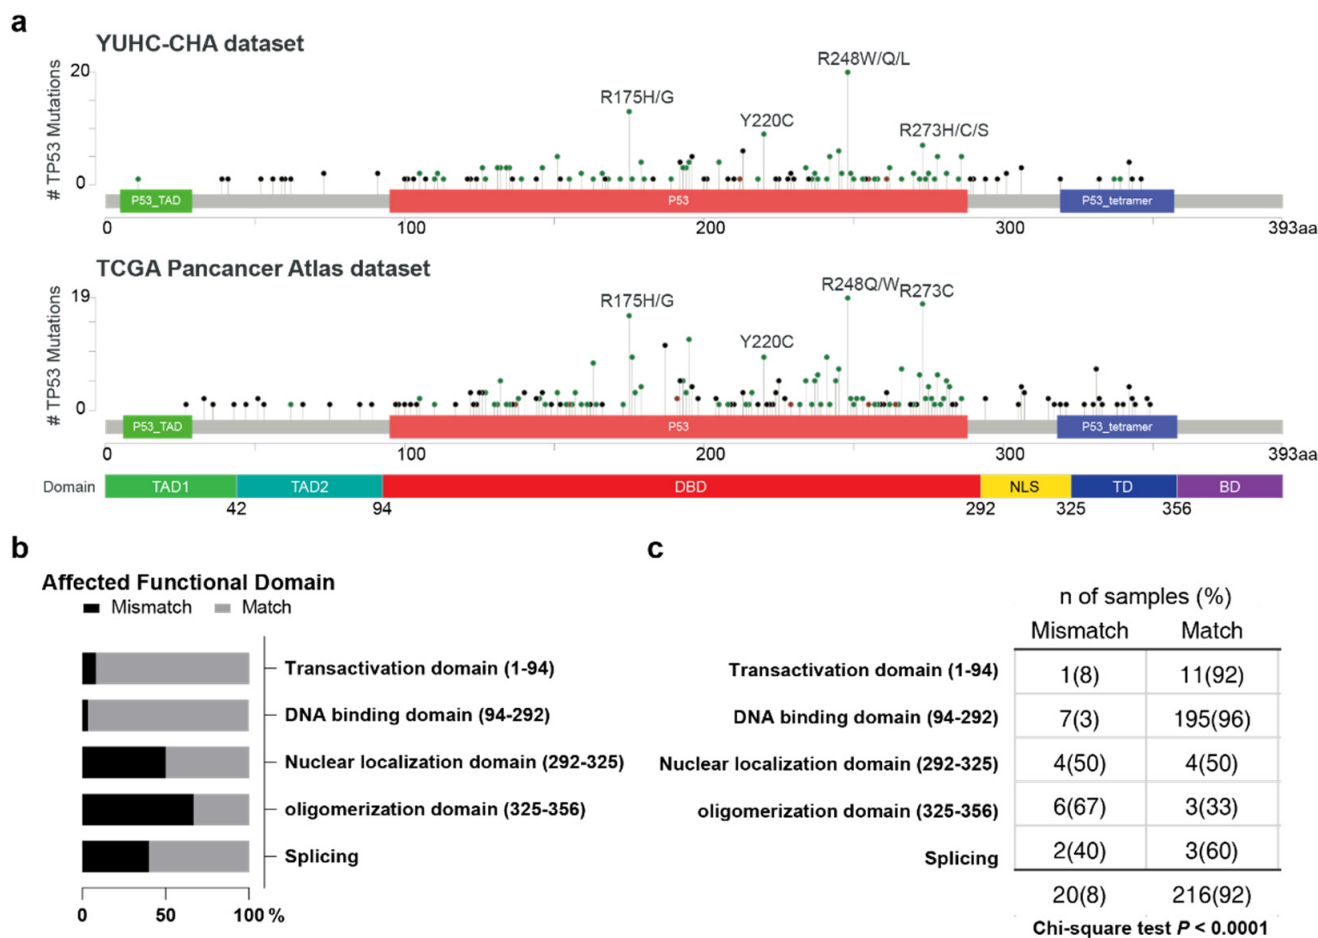 a
YUHC-CHA dataset
# TP53 Mutations
20
0
R175H/G
Y220C
R248W/Q/L
R273H/C/S
P53_TAD
P53
P53_tetramer
0 100 200 300 393aa
TCGA Pancancer Atlas dataset
# TP53 Mutations
19
0
R175H/G
Y220C
R248Q/W
R273C
P53_TAD
P53
P53_tetramer
0 100 200 300 393aa
Domain TAD1 TAD2 DBD NLS TD BD
42 94 292 325 356
b
Affected Functional Domain
Mismatch Match
Transactivation domain (1-94)
DNA binding domain (94-292)
Nuclear localization domain (292-325)
oligomerization domain (325-356)
Splicing
0 50 100 %
c
n of samples (%)
Mismatch Match
Transactivation domain (1-94) 1(8) 11(92)
DNA binding domain (94-292) 7(3) 195(96)
Nuclear localization domain (292-325) 4(50) 4(50)
oligomerization domain (325-356) 6(67) 3(33)
Splicing 2(40) 3(60)
20(8) 216(92)
Chi-square test P < 0.0001